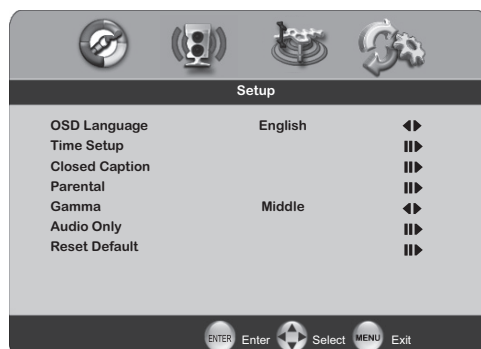 Setup
OSD Language English
Time Setup
Closed Caption
Parental
Gamma Middle
Audio Only
Reset Default
ENTER Enter Select MENU Exit